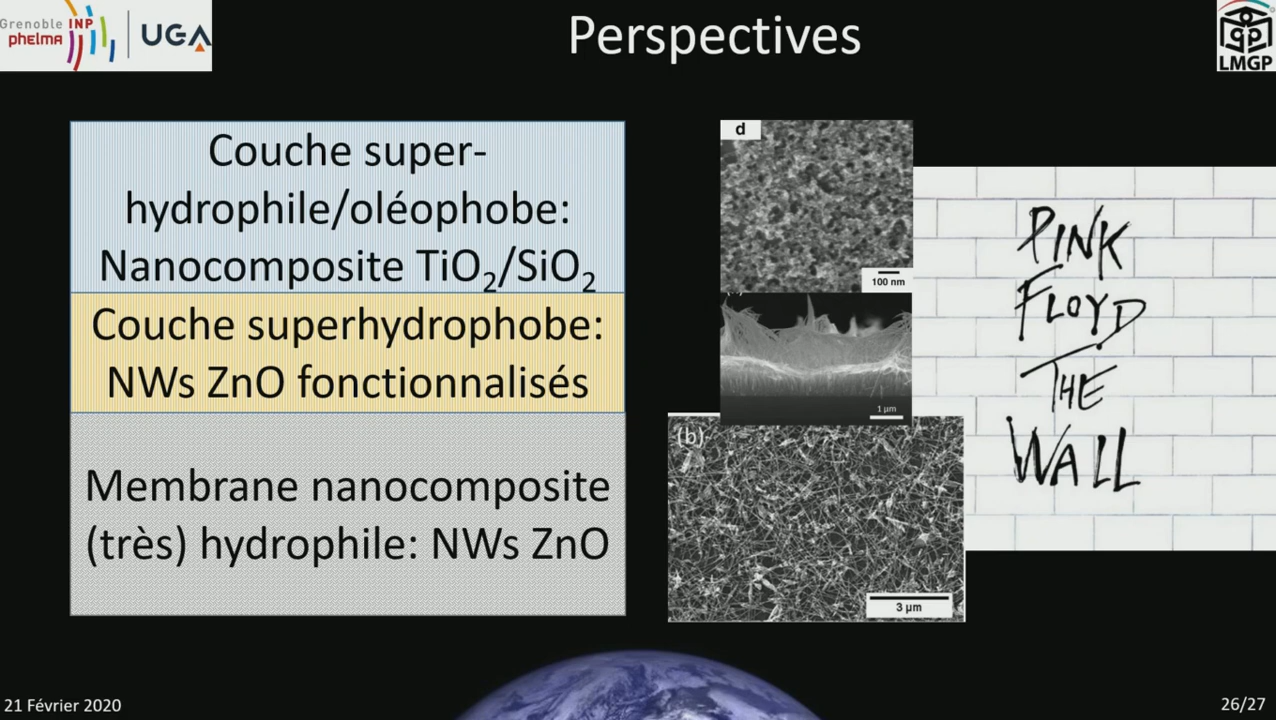 Grenoble INP
phelma
UGA
Perspectives
LMGP
Couche super-
hydrophile/oléophobe:
Nanocomposite TiO₂/SiO₂
Couche superhydrophobe:
NWs ZnO fonctionnalisés
Membrane nanocomposite
(très) hydrophile: NWs ZnO
d
100 nm
1 µm
(b)
3 µm
PINK
FLOYD
THE
WALL
21 Février 2020
26/27